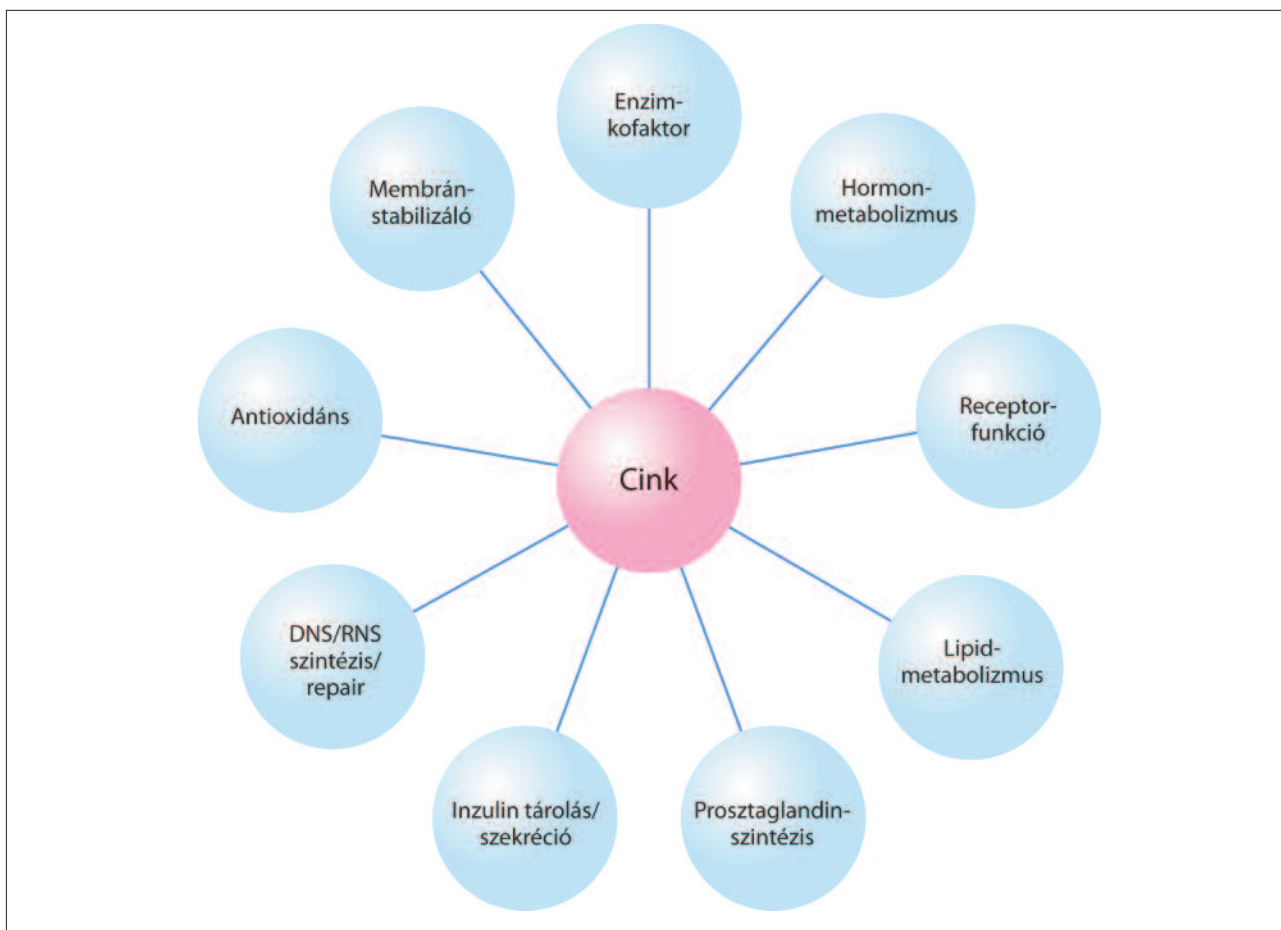 Enzim-
kofaktor
Hormon-
metabolizmus
Receptor-
funkció
Lipid-
metabolizmus
Prosztaglandin-
szintézis
Inzulin tárolás/
szekréció
DNS/RNS
szintézis/
repair
Antioxidáns
Membrán-
stabilizáló
Cink